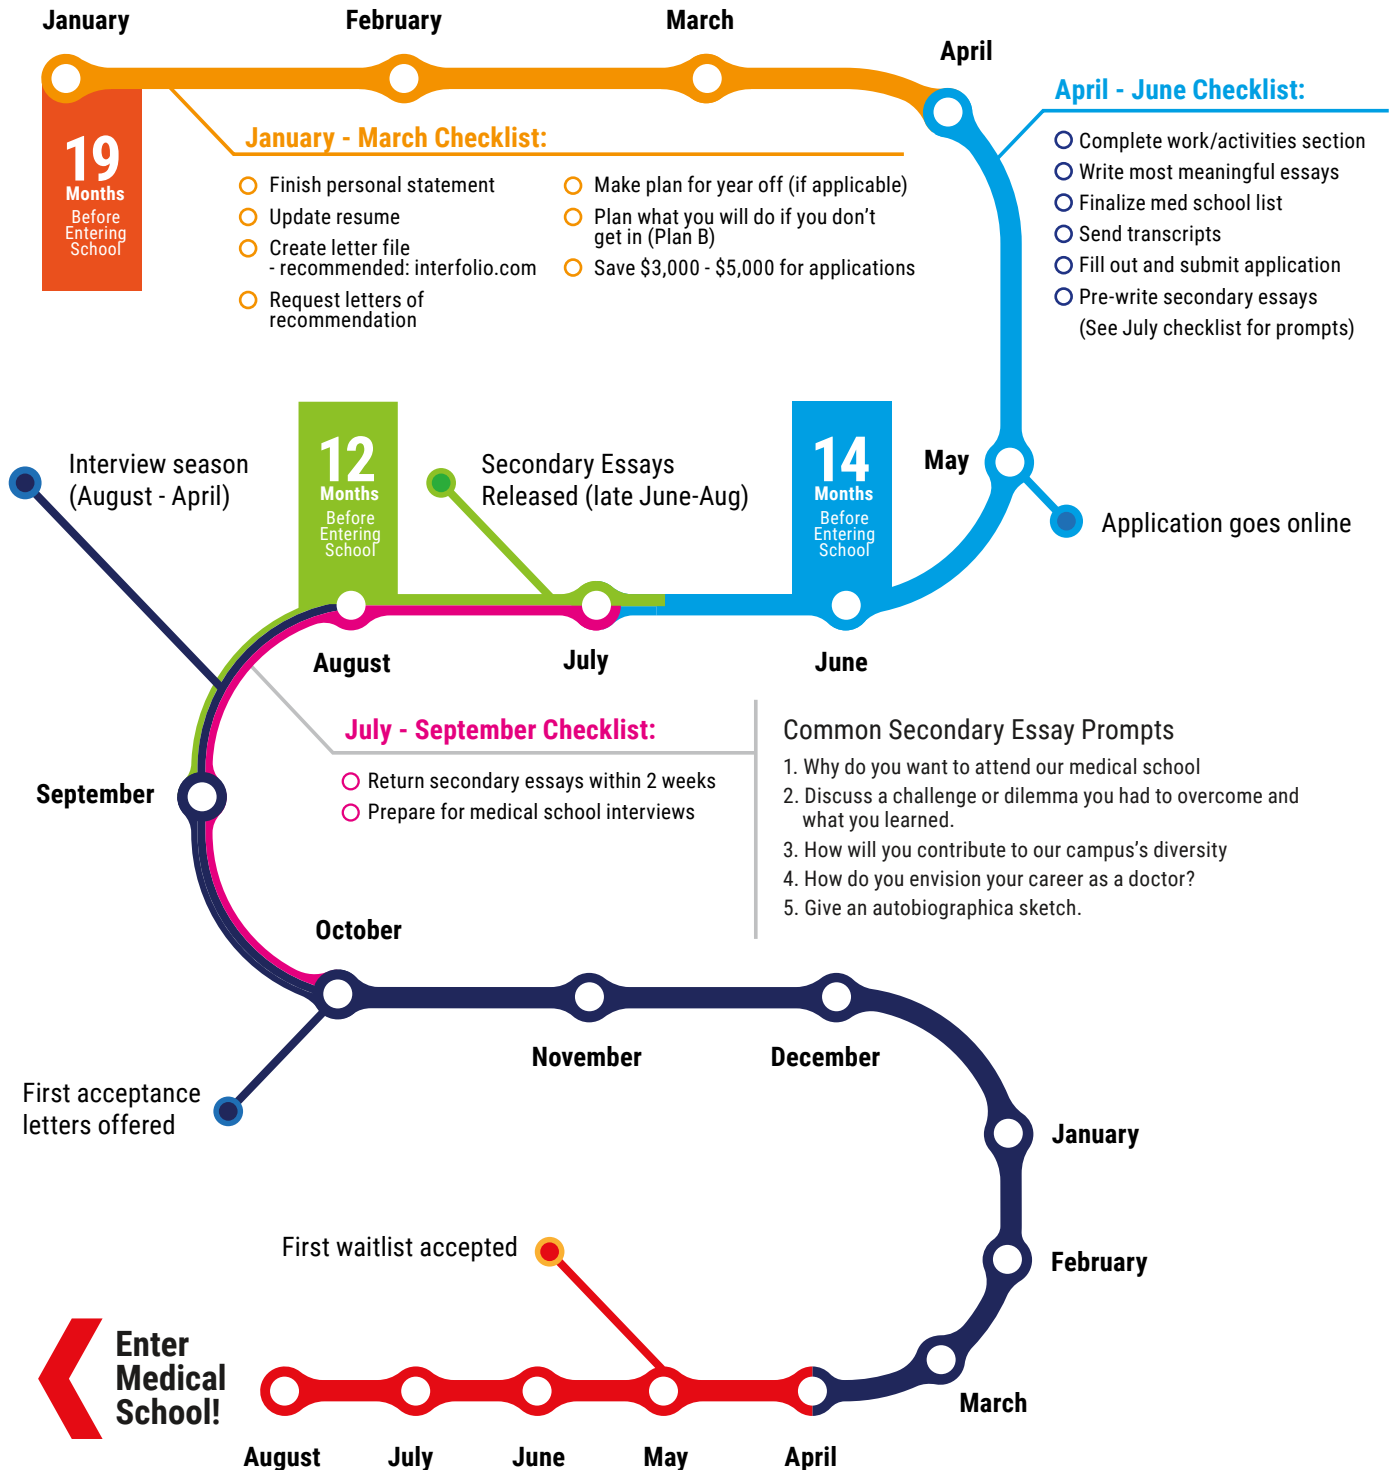 January
February
March
April
19
Months
Before
Entering
School
January - March Checklist:
Finish personal statement
Update resume
Create letter file
- recommended: interfolio.com
Request letters of
recommendation
Make plan for year off (if applicable)
Plan what you will do if you don't
get in (Plan B)
Save $3,000 - $5,000 for applications
April - June Checklist:
Complete work/activities section
Write most meaningful essays
Finalize med school list
Send transcripts
Fill out and submit application
Pre-write secondary essays
(See July checklist for prompts)
Interview season
(August - April)
12
Months
Before
Entering
School
Secondary Essays
Released (late June-Aug)
14
Months
Before
Entering
School
May
Application goes online
August
July
June
July - September Checklist:
Return secondary essays within 2 weeks
Prepare for medical school interviews
Common Secondary Essay Prompts
1. Why do you want to attend our medical school
2. Discuss a challenge or dilemma you had to overcome and
what you learned.
3. How will you contribute to our campus's diversity
4. How do you envision your career as a doctor?
5. Give an autobiographica sketch.
September
October
November
December
First acceptance
letters offered
January
February
First waitlist accepted
Enter
Medical
School!
March
August
July
June
May
April